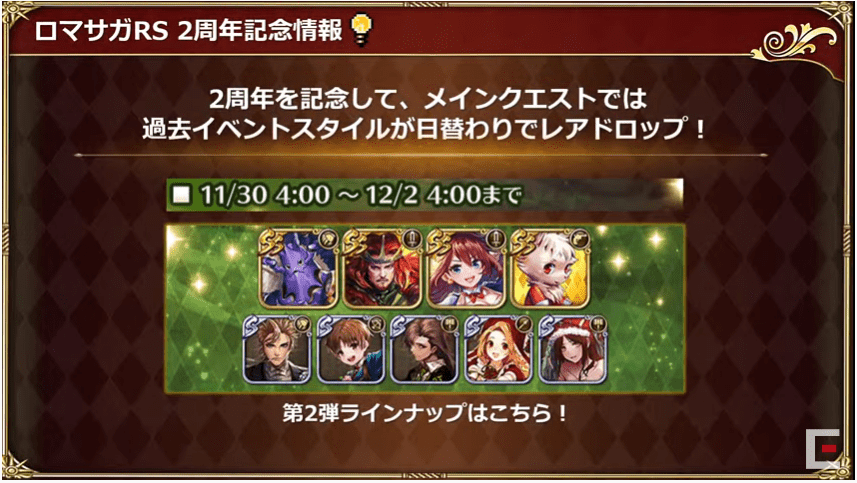 ロマサガRS 2周年記念情報
2周年を記念して、メインクエストでは
過去イベントスタイルが日替わりでレアドロップ！
11/30 4:00 ～ 12/2 4:00まで
SS SS SS SS
S S S S S
第2弾ラインナップはこちら！